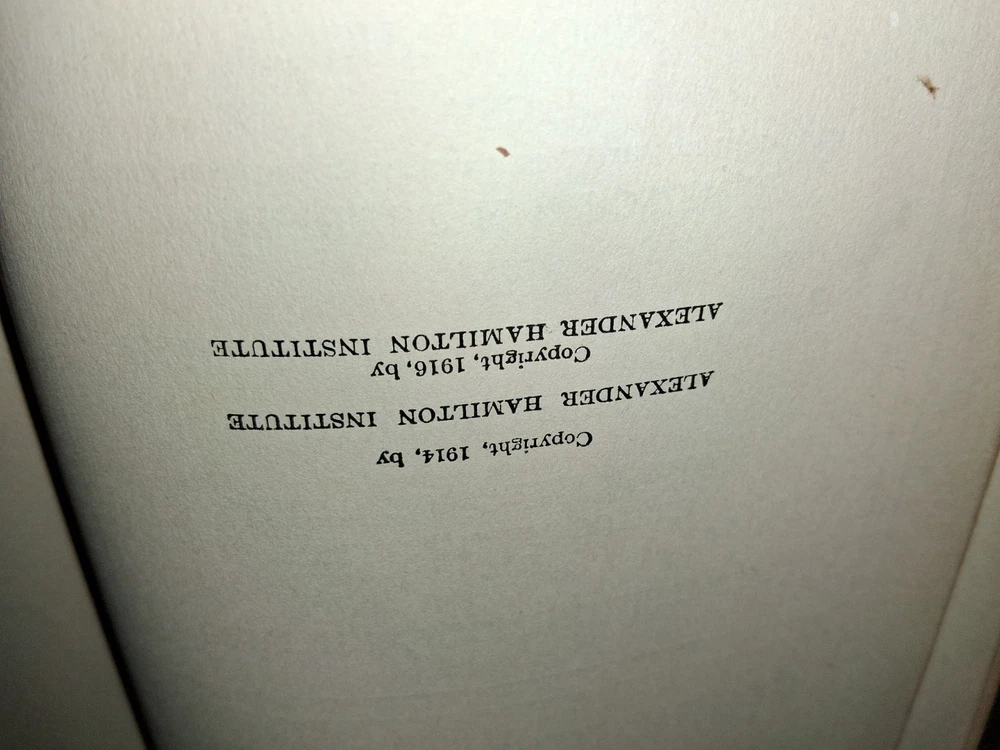 Copyright, 1914, by
ALEXANDER HAMILTON INSTITUTE
Copyright, 1916, by
ALEXANDER HAMILTON INSTITUTE